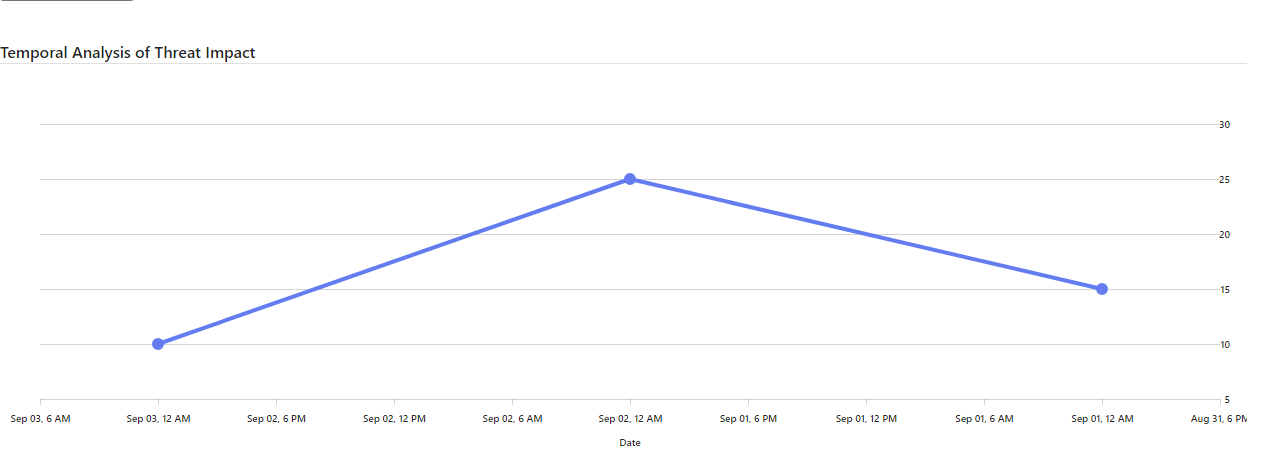 Temporal Analysis of Threat Impact
30
25
20
15
10
5
Sep 03, 6 AM Sep 03, 12 AM Sep 02, 6 PM Sep 02, 12 PM Sep 02, 6 AM Sep 02, 12 AM Sep 01, 6 PM Sep 01, 12 PM Sep 01, 6 AM Sep 01, 12 AM Aug 31, 6 PM
Date